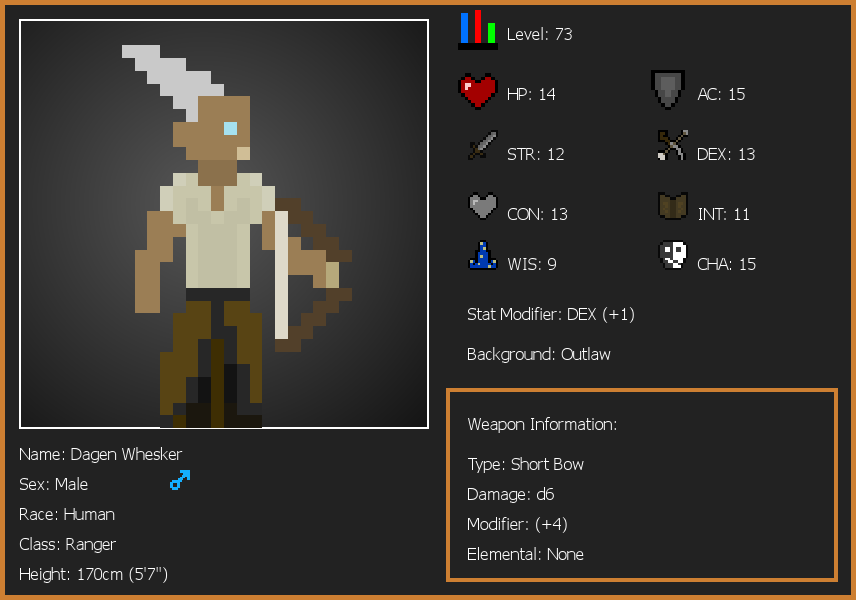 Level: 73
HP: 14
AC: 15
STR: 12
DEX: 13
CON: 13
INT: 11
WIS: 9
CHA: 15
Stat Modifier: DEX (+1)
Background: Outlaw
Weapon Information:
Type: Short Bow
Damage: d6
Modifier: (+4)
Elemental: None
Name: Dagen Whesker
Sex: Male
Race: Human
Class: Ranger
Height: 170cm (5'7")